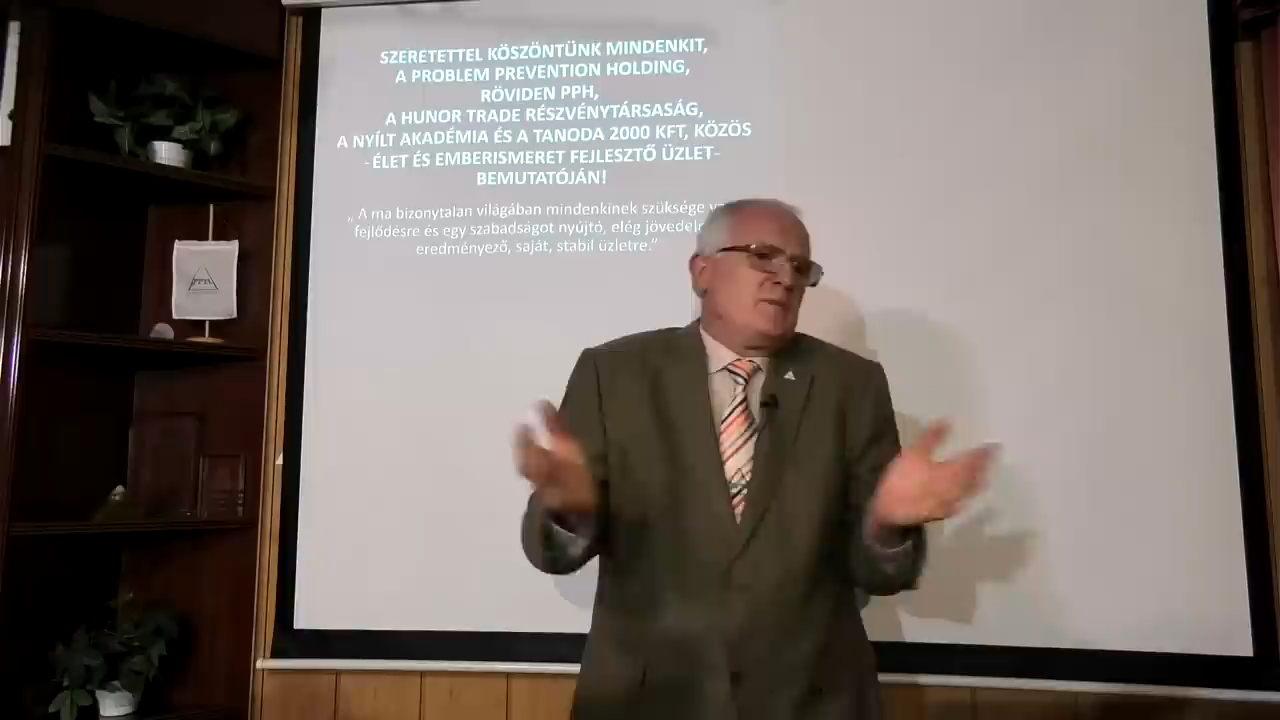 SZERETETTEL KÖSZÖNTÜNK MINDENKIT,
A PROBLEM PREVENTION HOLDING,
RÖVIDEN PPH,
A HUNOR TRADE RÉSZVÉNYTÁRSASÁG,
A NYÍLT AKADÉMIA ÉS A TANODA 2000 KFT, KÖZÖS
-ÉLET ÉS EMBERISMERET FEJLESZTŐ ÜZLET-
BEMUTATÓJÁN!
„ A ma bizonytalan világában mindenkinek szüksége
fejlődésre és egy szabadságot nyújtó, elég
eredményező, saját, stabil üzletre.”